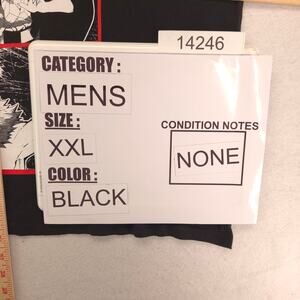 14246
CATEGORY :
MENS
SIZE :
XXL
COLOR :
BLACK
CONDITION NOTES
NONE